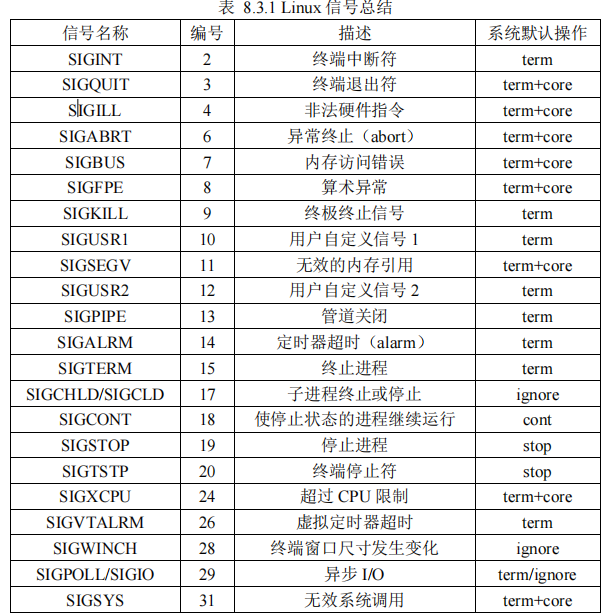 表 8.3.1 Linux 信号总结
信号名称 编号 描述 系统默认操作
SIGINT 2 终端中断符 term
SIGQUIT 3 终端退出符 term+core
SIGILL 4 非法硬件指令 term+core
SIGABRT 6 异常终止（abort） term+core
SIGBUS 7 内存访问错误 term+core
SIGFPE 8 算术异常 term+core
SIGKILL 9 终极终止信号 term
SIGUSR1 10 用户自定义信号 1 term
SIGSEGV 11 无效的内存引用 term+core
SIGUSR2 12 用户自定义信号 2 term
SIGPIPE 13 管道关闭 term
SIGALRM 14 定时器超时（alarm） term
SIGTERM 15 终止进程 term
SIGCHLD/SIGCLD 17 子进程终止或停止 ignore
SIGCONT 18 使停止状态的进程继续运行 cont
SIGSTOP 19 停止进程 stop
SIGTSTP 20 终端停止符 stop
SIGXCPU 24 超过 CPU 限制 term+core
SIGVTALRM 26 虚拟定时器超时 term
SIGWINCH 28 终端窗口尺寸发生变化 ignore
SIGPOLL/SIGIO 29 异步 I/O term/ignore
SIGSYS 31 无效系统调用 term+core